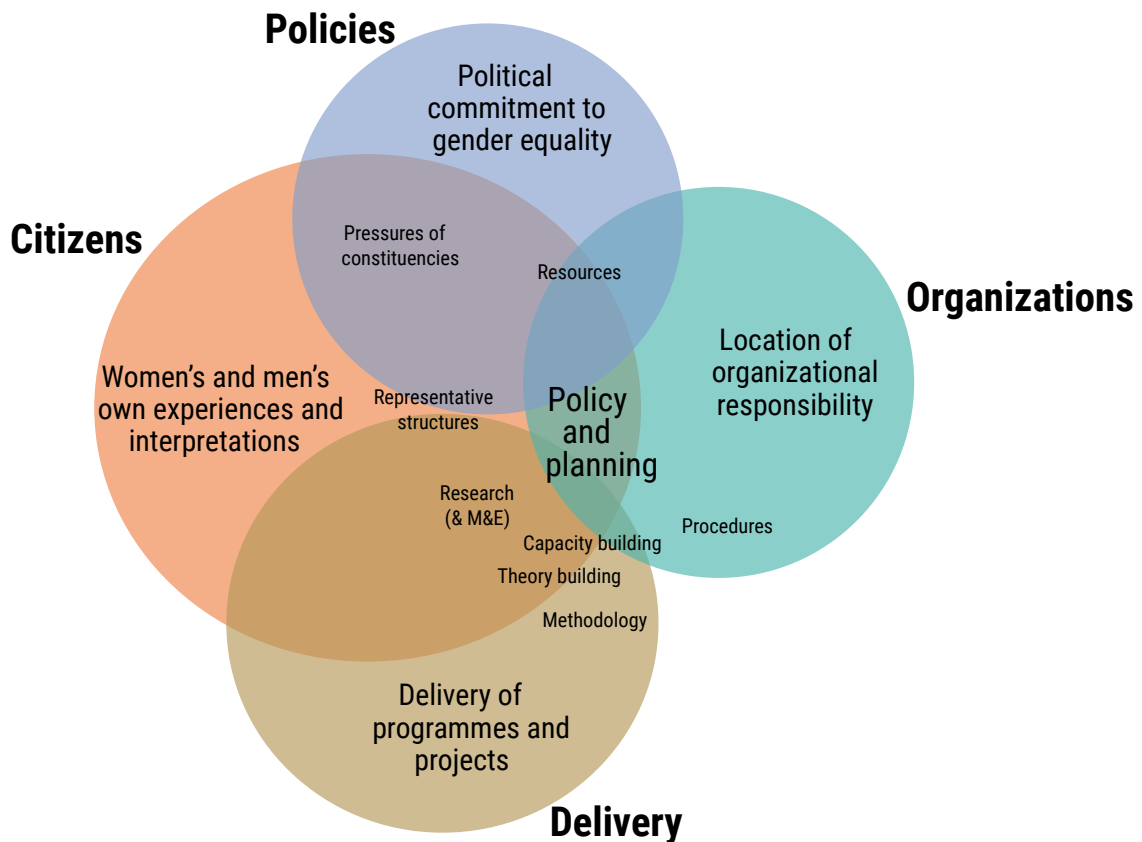 Policies
Political
commitment to
gender equality
Citizens
Pressures of
constituencies
Resources
Organizations
Location of
organizational
responsibility
Women’s and men’s
own experiences and
interpretations
Representative
structures
Policy
and
planning
Research
(& M&E)
Procedures
Capacity building
Theory building
Methodology
Delivery of
programmes and
projects
Delivery